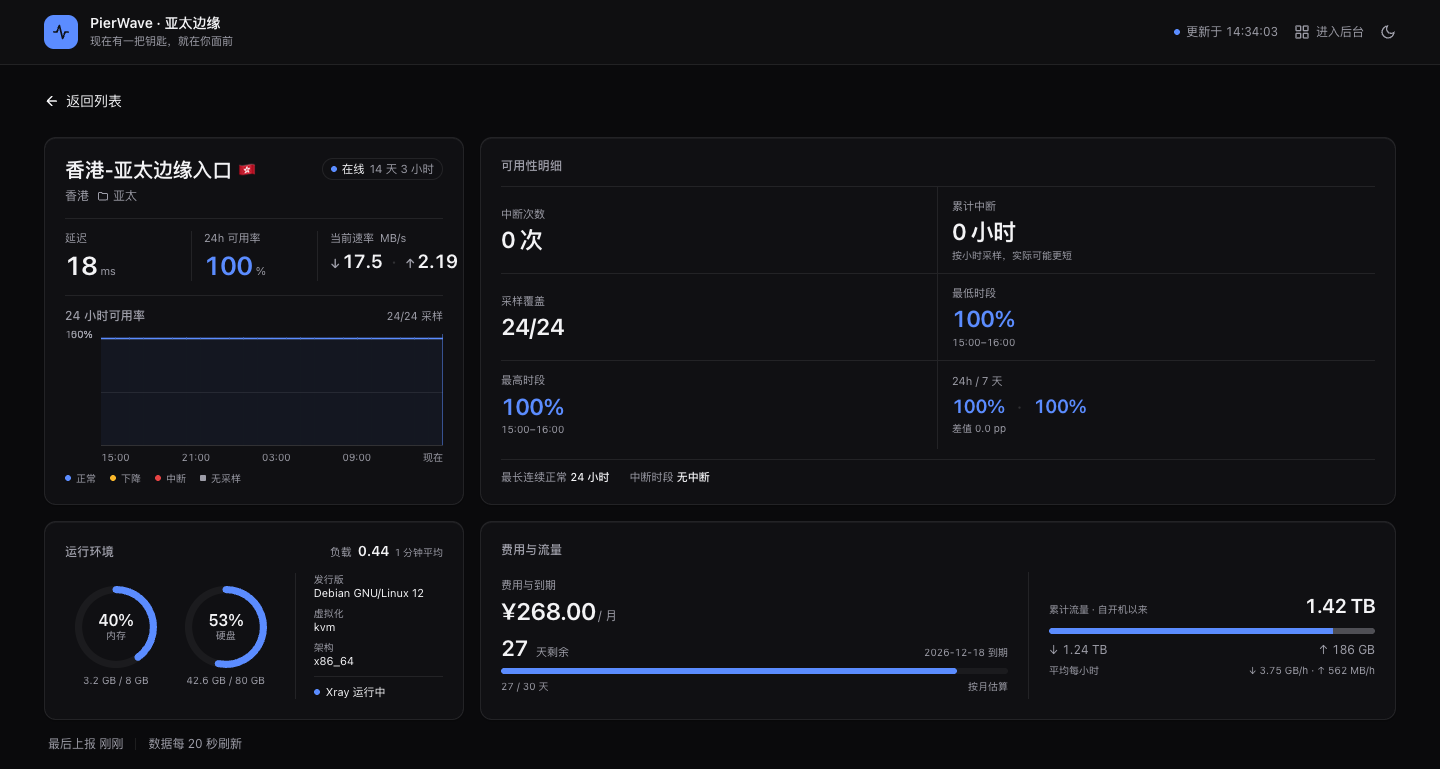 PierWave · 亚太边缘
现在有一把钥匙，就在你面前
更新于 14:34:03 进入后台
返回列表
香港-亚太边缘入口
在线 14 天 3 小时
香港 亚太
延迟
18 ms
24h 可用率
100 %
当前速率 MB/s
↓17.5 · ↑2.19
24 小时可用率
24/24 采样
100%
15:00 21:00 03:00 09:00 现在
正常 下降 中断 无采样
可用性明细
中断次数
0 次
累计中断
0 小时
按小时采样，实际可能更短
采样覆盖
24/24
最低时段
100%
15:00–16:00
最高时段
100%
15:00–16:00
24h / 7 天
100% · 100%
差值 0.0 pp
最长连续正常 24 小时 中断时段 无中断
运行环境
负载 0.44 1 分钟平均
40%
内存
3.2 GB / 8 GB
53%
硬盘
42.6 GB / 80 GB
发行版
Debian GNU/Linux 12
虚拟化
kvm
架构
x86_64
Xray 运行中
费用与流量
费用与到期
¥268.00 / 月
27 天剩余
2026-12-18 到期
27 / 30 天
按月估算
累计流量 · 自开机以来
1.42 TB
↓ 1.24 TB
↑ 186 GB
平均每小时
↓ 3.75 GB/h · ↑ 562 MB/h
最后上报 刚刚 数据每 20 秒刷新